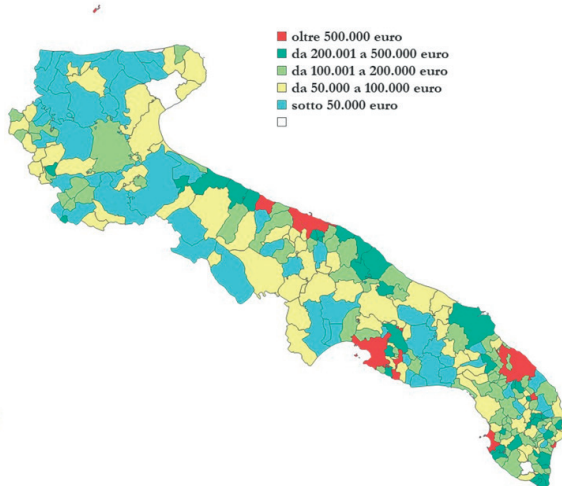 oltre 500.000 euro
da 200.001 a 500.000 euro
da 100.001 a 200.000 euro
da 50.000 a 100.000 euro
sotto 50.000 euro